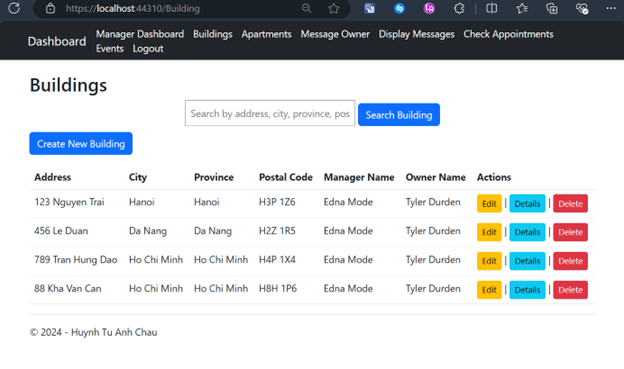 https://localhost:44310/Building
Dashboard Manager Dashboard Buildings Apartments Message Owner Display Messages Check Appointments
Events Logout
Buildings
Search by address, city, province, pos Search Building
Create New Building
Address City Province Postal Code Manager Name Owner Name Actions
123 Nguyen Trai Hanoi Hanoi H3P 1Z6 Edna Mode Tyler Durden Edit | Details | Delete
456 Le Duan Da Nang Da Nang H2Z 1R5 Edna Mode Tyler Durden Edit | Details | Delete
789 Tran Hung Dao Ho Chi Minh Ho Chi Minh H4P 1X4 Edna Mode Tyler Durden Edit | Details | Delete
88 Kha Van Can Ho Chi Minh Ho Chi Minh H8H 1P6 Edna Mode Tyler Durden Edit | Details | Delete
© 2024 - Huynh Tu Anh Chau